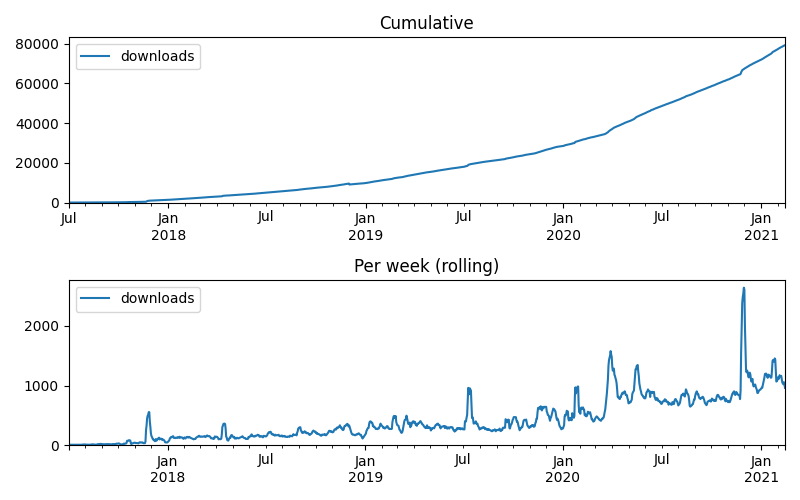 Cumulative
downloads
80000
60000
40000
20000
0
Jul Jan Jul Jan Jul Jan Jul Jan
2018 2019 2020 2021
Per week (rolling)
downloads
2000
1000
0
Jan Jul Jan Jul Jan Jul Jan
2018 2019 2020 2021